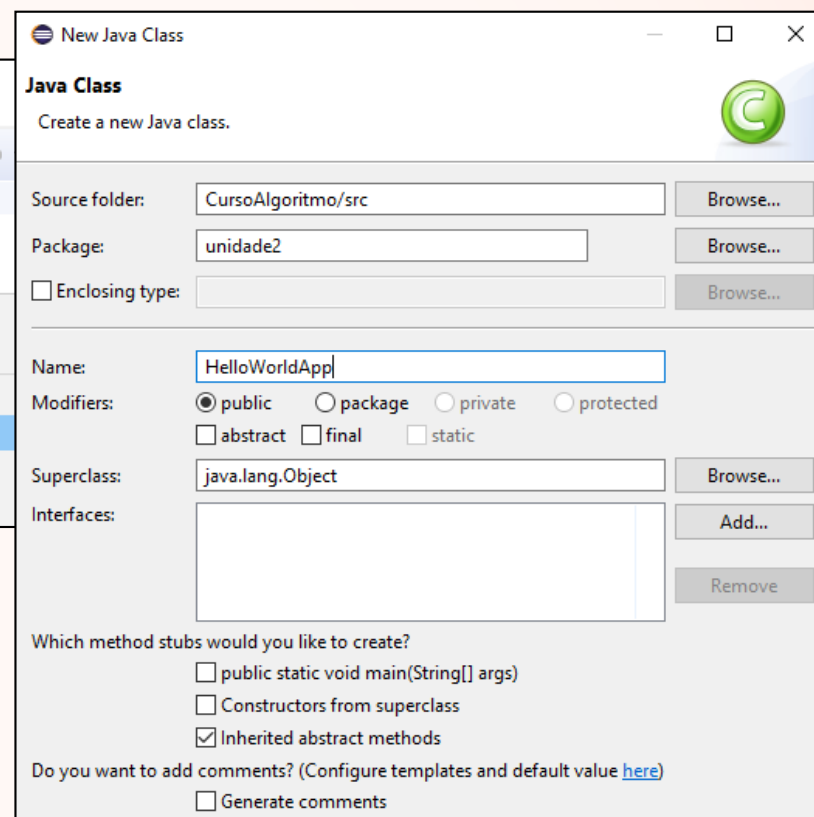 New Java Class
Java Class
Create a new Java class.
Source folder: CursoAlgoritmo/src Browse...
Package: unidade2 Browse...
Enclosing type: Browse...
Name: HelloWorldApp
Modifiers: public package private protected
abstract final static
Superclass: java.lang.Object Browse...
Interfaces: Add...
Remove
Which method stubs would you like to create?
public static void main(String[] args)
Constructors from superclass
Inherited abstract methods
Do you want to add comments? (Configure templates and default value here)
Generate comments